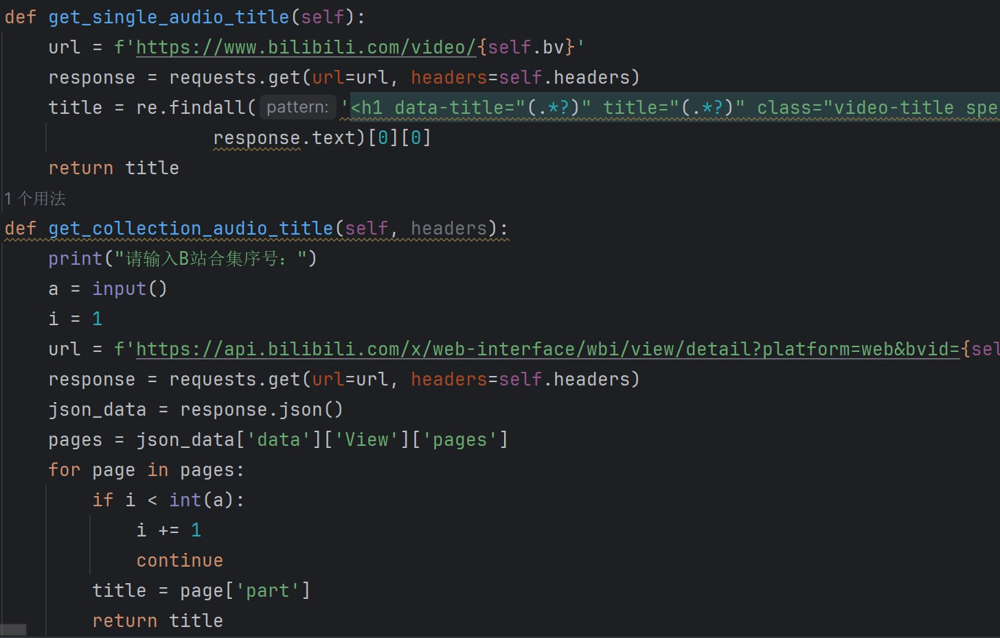 def get_single_audio_title(self):
url = f'https://www.bilibili.com/video/{self.bv}'
response = requests.get(url=url, headers=self.headers)
title = re.findall( pattern: '<h1 data-title="(.*?)" title="(.*?)" class="video-title spe
response.text)[0][0]
return title
1 个用法
def get_collection_audio_title(self, headers):
print("请输入B站合集序号：")
a = input()
i = 1
url = f'https://api.bilibili.com/x/web-interface/wbi/view/detail?platform=web&bvid={sel
response = requests.get(url=url, headers=self.headers)
json_data = response.json()
pages = json_data['data']['View']['pages']
for page in pages:
if i < int(a):
i += 1
continue
title = page['part']
return title